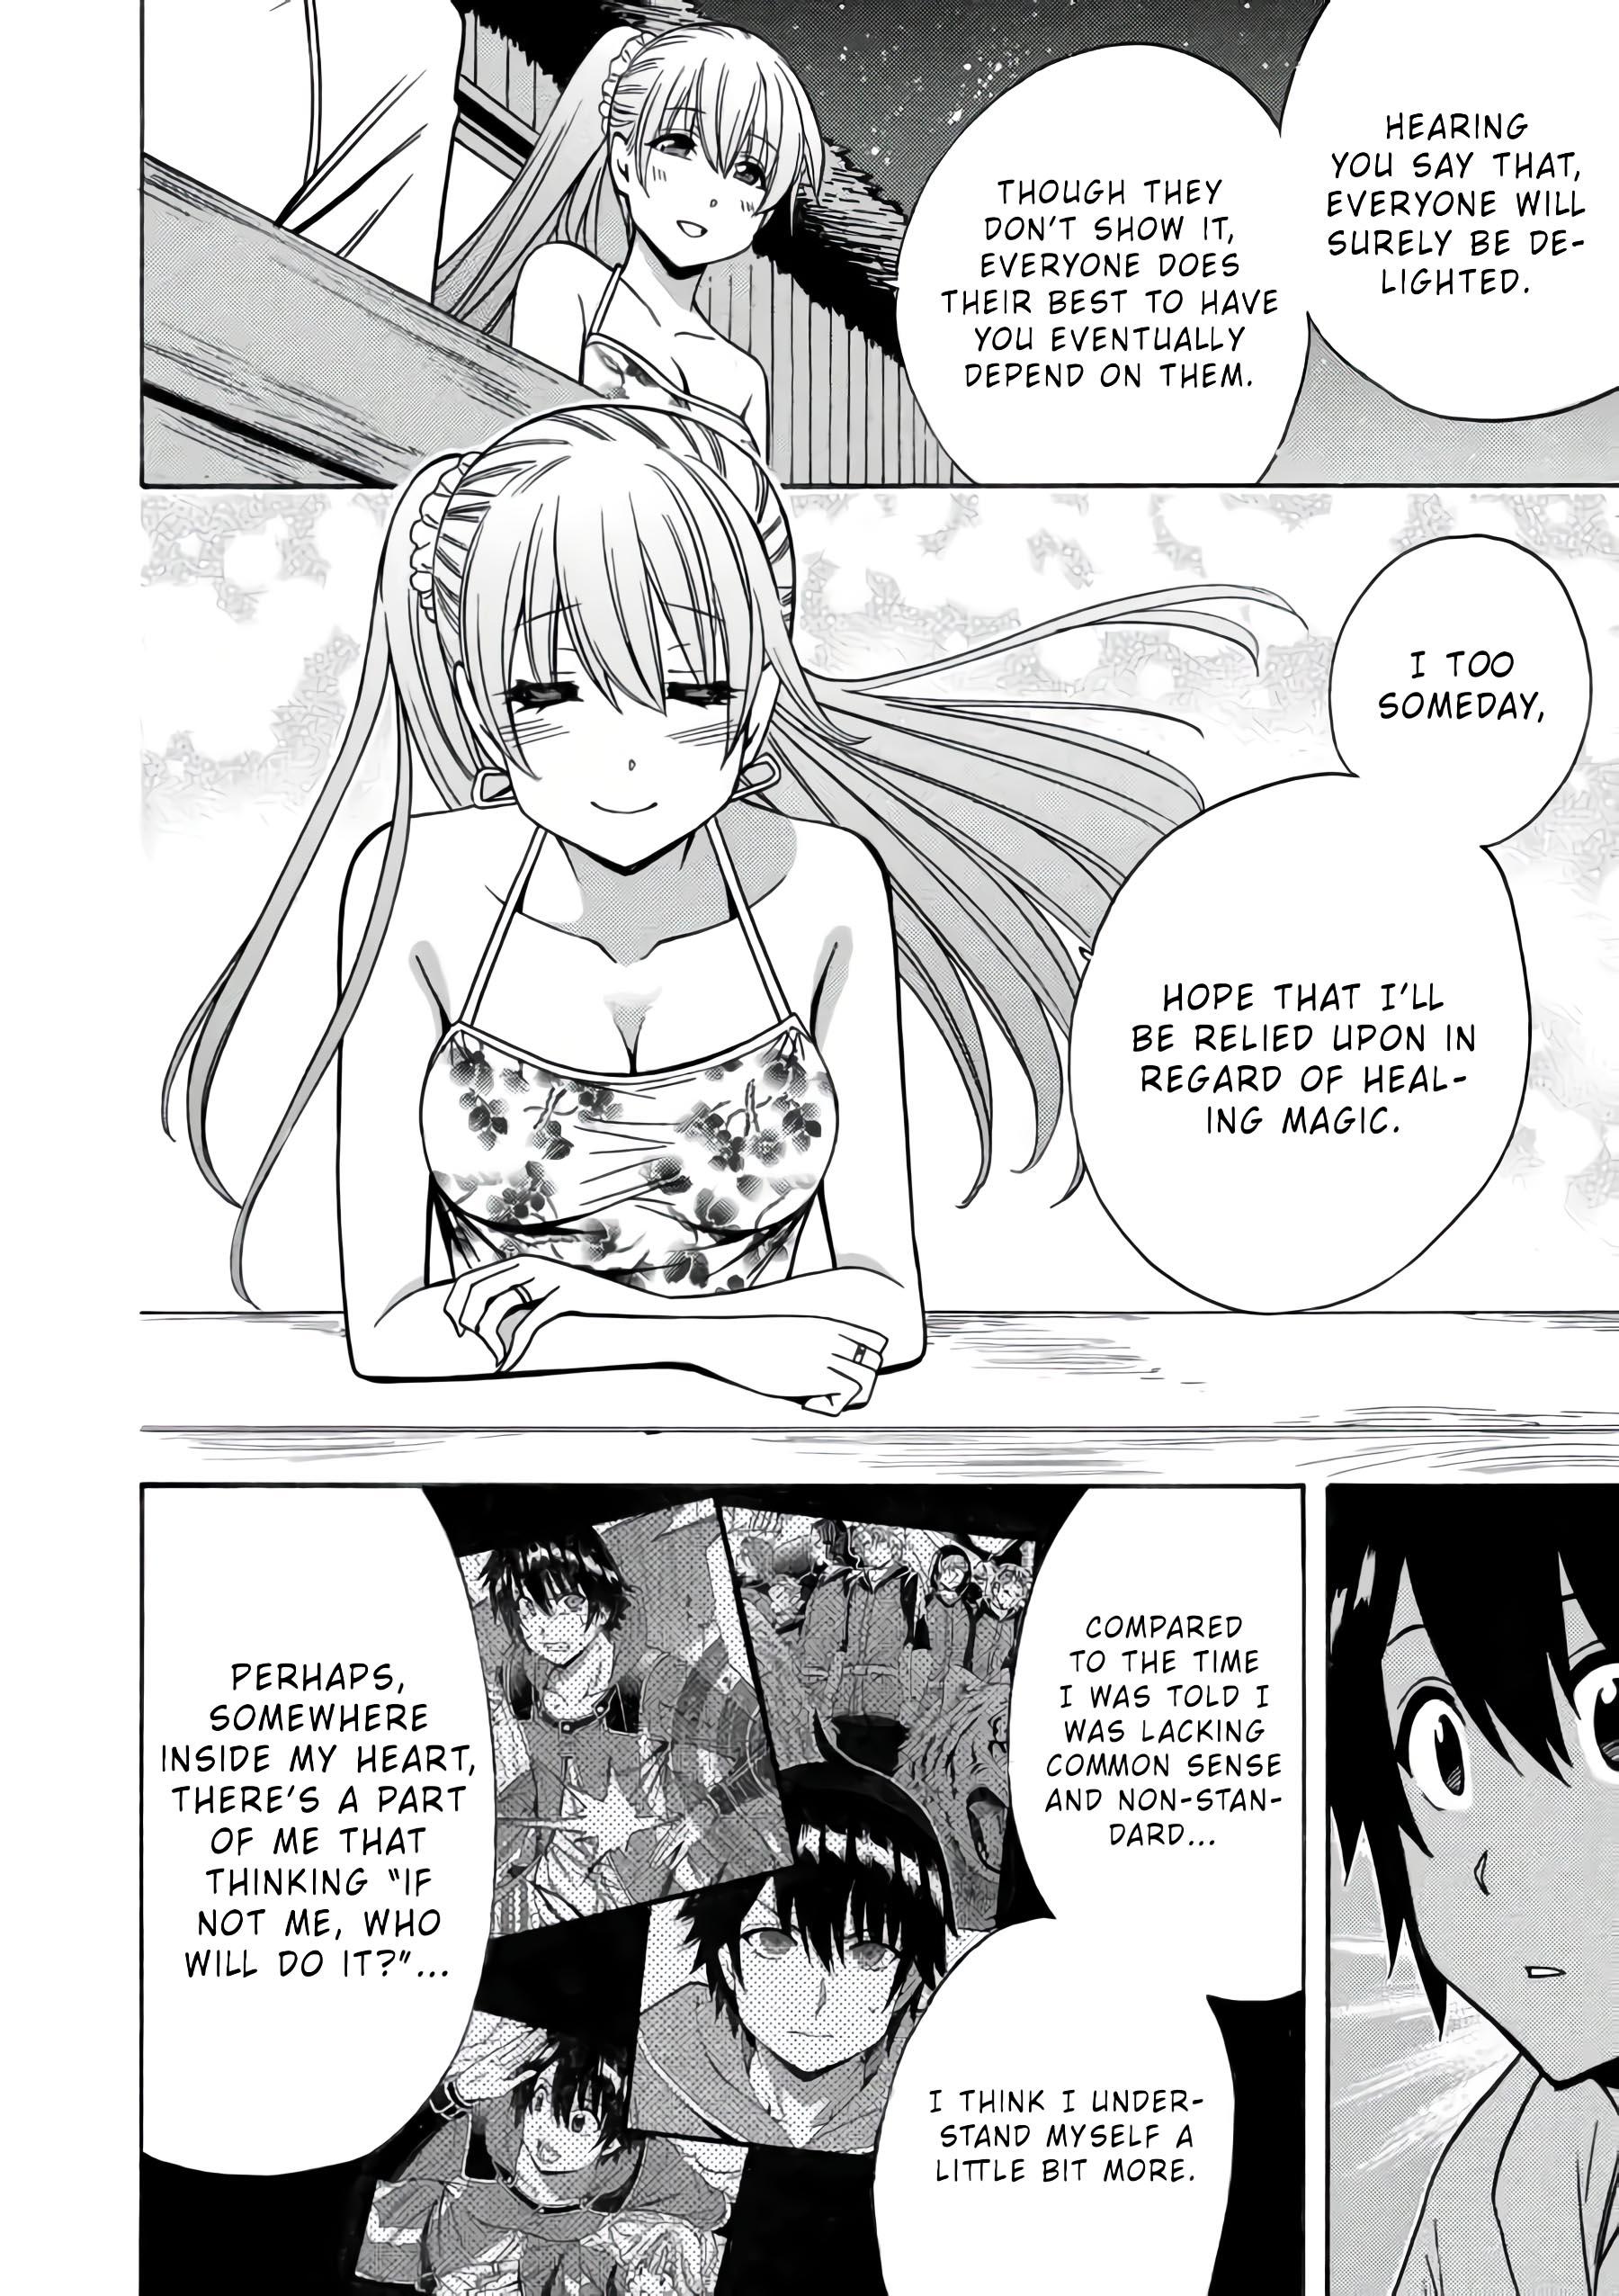 HEARING
YOU SAY THAT,
EVERYONE WILL
SURELY BE DE-
LIGHTED.
THOUGH THEY
DON'T SHOW IT,
EVERYONE DOES
THEIR BEST TO HAVE
YOU EVENTUALLY
DEPEND ON THEM.
I TOO
SOMEDAY,
HOPE THAT I'LL
BE RELIED UPON IN
REGARD OF HEAL-
ING MAGIC.
COMPARED
TO THE TIME
I WAS TOLD I
WAS LACKING
COMMON SENSE
AND NON-STAN-
DARD...
I THINK I UNDER-
STAND MYSELF A
LITTLE BIT MORE.
PERHAPS,
SOMEWHERE
INSIDE MY HEART,
THERE'S A PART
OF ME THAT
THINKING "IF
NOT ME, WHO
WILL DO IT?"...